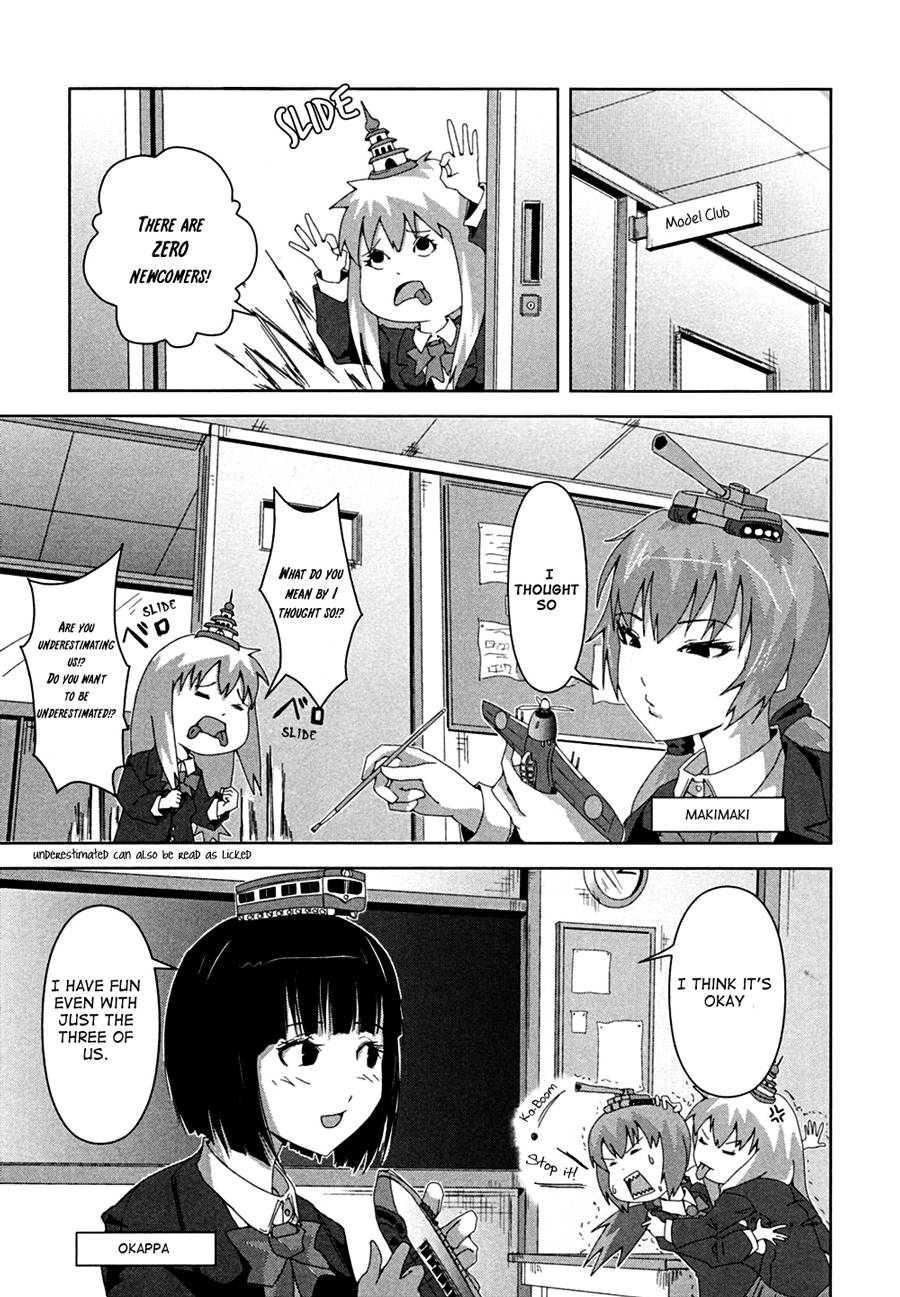 Model Club
SLIDE
THERE ARE
ZERO
NEWCOMERS!
I
THOUGHT
SO
WHAT DO YOU
MEAN BY I
THOUGHT SO!?
ベロ
SLIDE
SLIDE
ベロ
ARE YOU
UNDERESTIMATING
US!?
DO YOU WANT
TO BE
UNDERESTIMATED!?
MAKIMAKI
underestimated can also be read as licked
I THINK IT'S
OKAY
Ka-Boom
Stop it!
I HAVE FUN
EVEN WITH
JUST THE
THREE OF
US.
OKAPPA